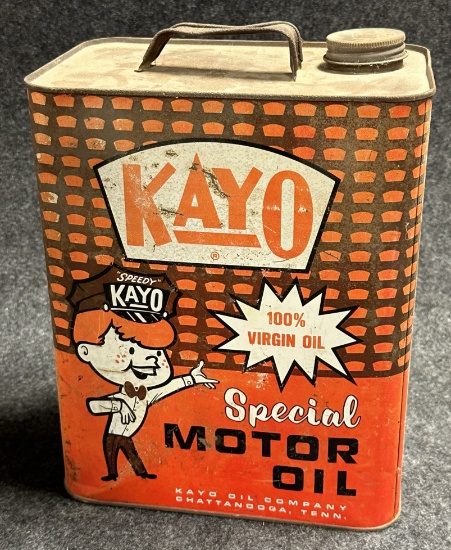 KAYO
®
"SPEEDY"
KAYO
100%
VIRGIN OIL
Special
MOTOR
OIL
KAYO OIL COMPANY
CHATTANOOGA, TENN.